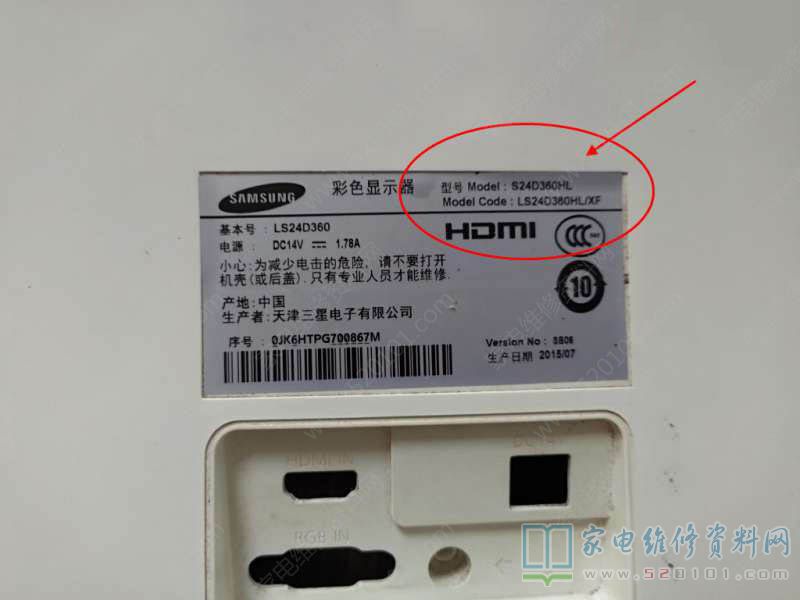 SAMSUNG
彩色显示器
型号 Model : S24D360HL
Model Code : LS24D360HL/XF
基本号 : LS24D360
电源 : DC14V 1.78A
HDMI
小心:为减少电击的危险, 请不要打开
机壳(或后盖).只有专业人员才能维修.
10
产地:中国
生产者:天津三星电子有限公司
序号 : 0JK6HTPG700867M
Version No : SB06
生产日期 2015/07
HDMI IN
DC 14V
RGB IN
家电维修资料网
www.520101.com